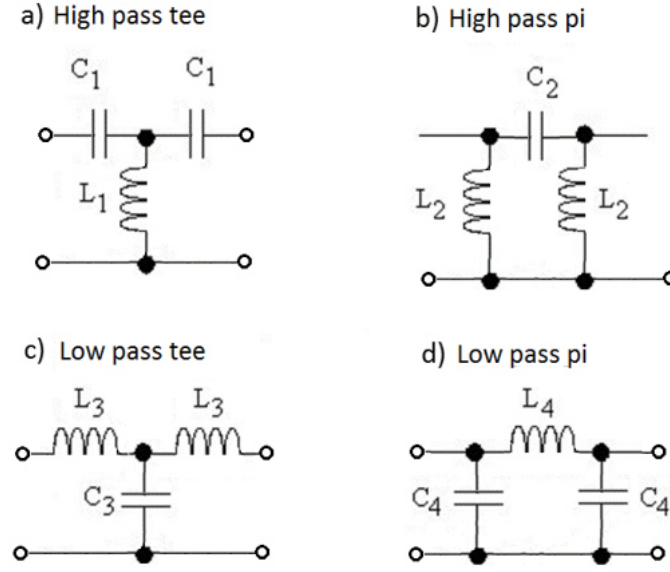 a) High pass tee
C1 C1
L1
b) High pass pi
C2
L2 L2
c) Low pass tee
L3 L3
C3
d) Low pass pi
L4
C4 C4